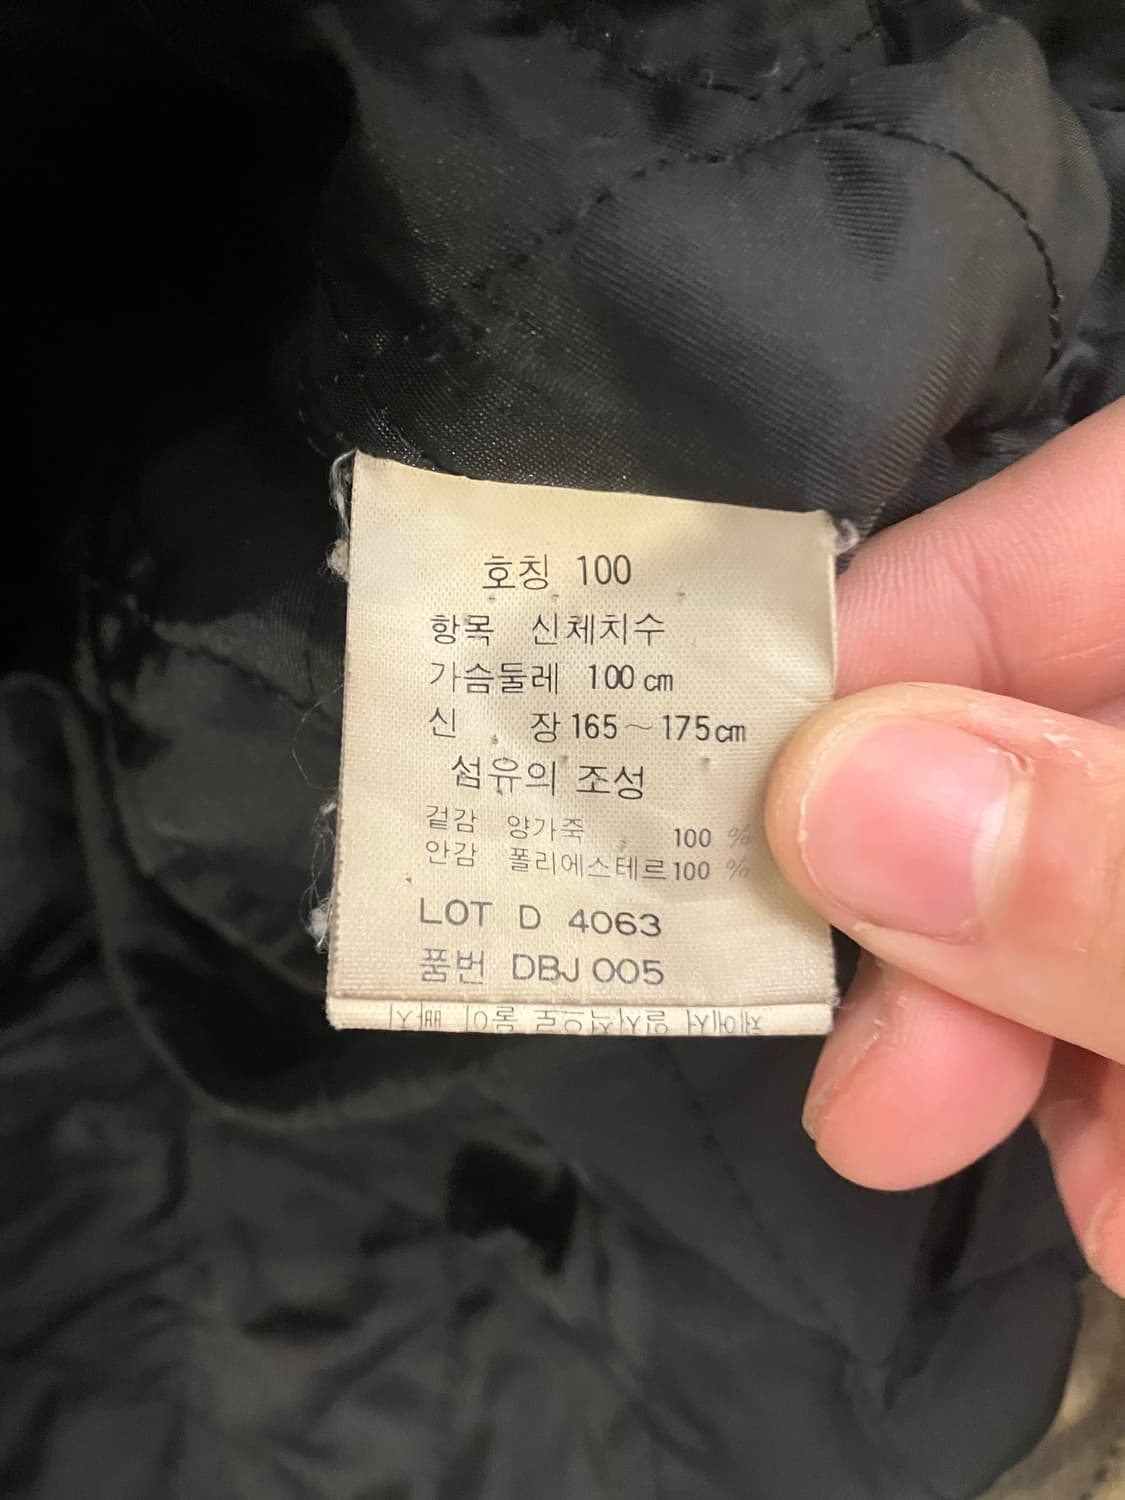 호칭 100
항목 신체치수
가슴둘레 100 cm
신 장 165~175cm
섬유의 조성
겉감 양가죽 100 %
안감 폴리에스테르 100 %
LOT D 4063
품번 DBJ 005